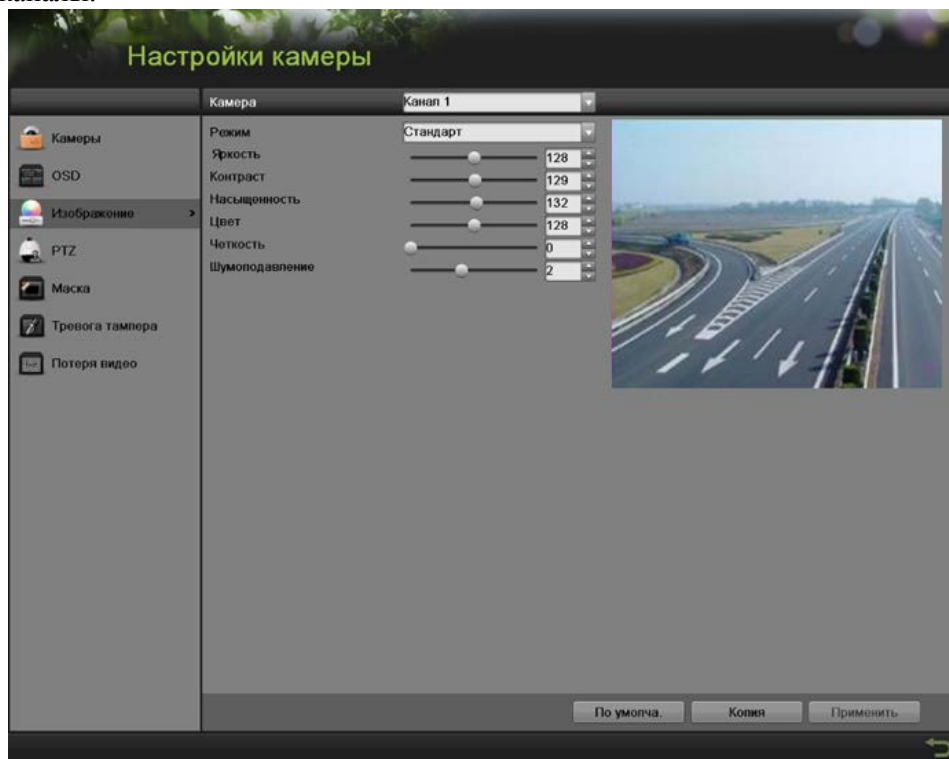 Настройки камеры
Камера Канал 1
Камеры
OSD
Изображение >
PTZ
Маска
Тревога тампера
Потеря видео
Режим Стандарт
Яркость 128
Контраст 129
Насыщенность 132
Цвет 128
Четкость 0
Шумоподавление 2
По умолча. Копия Применить